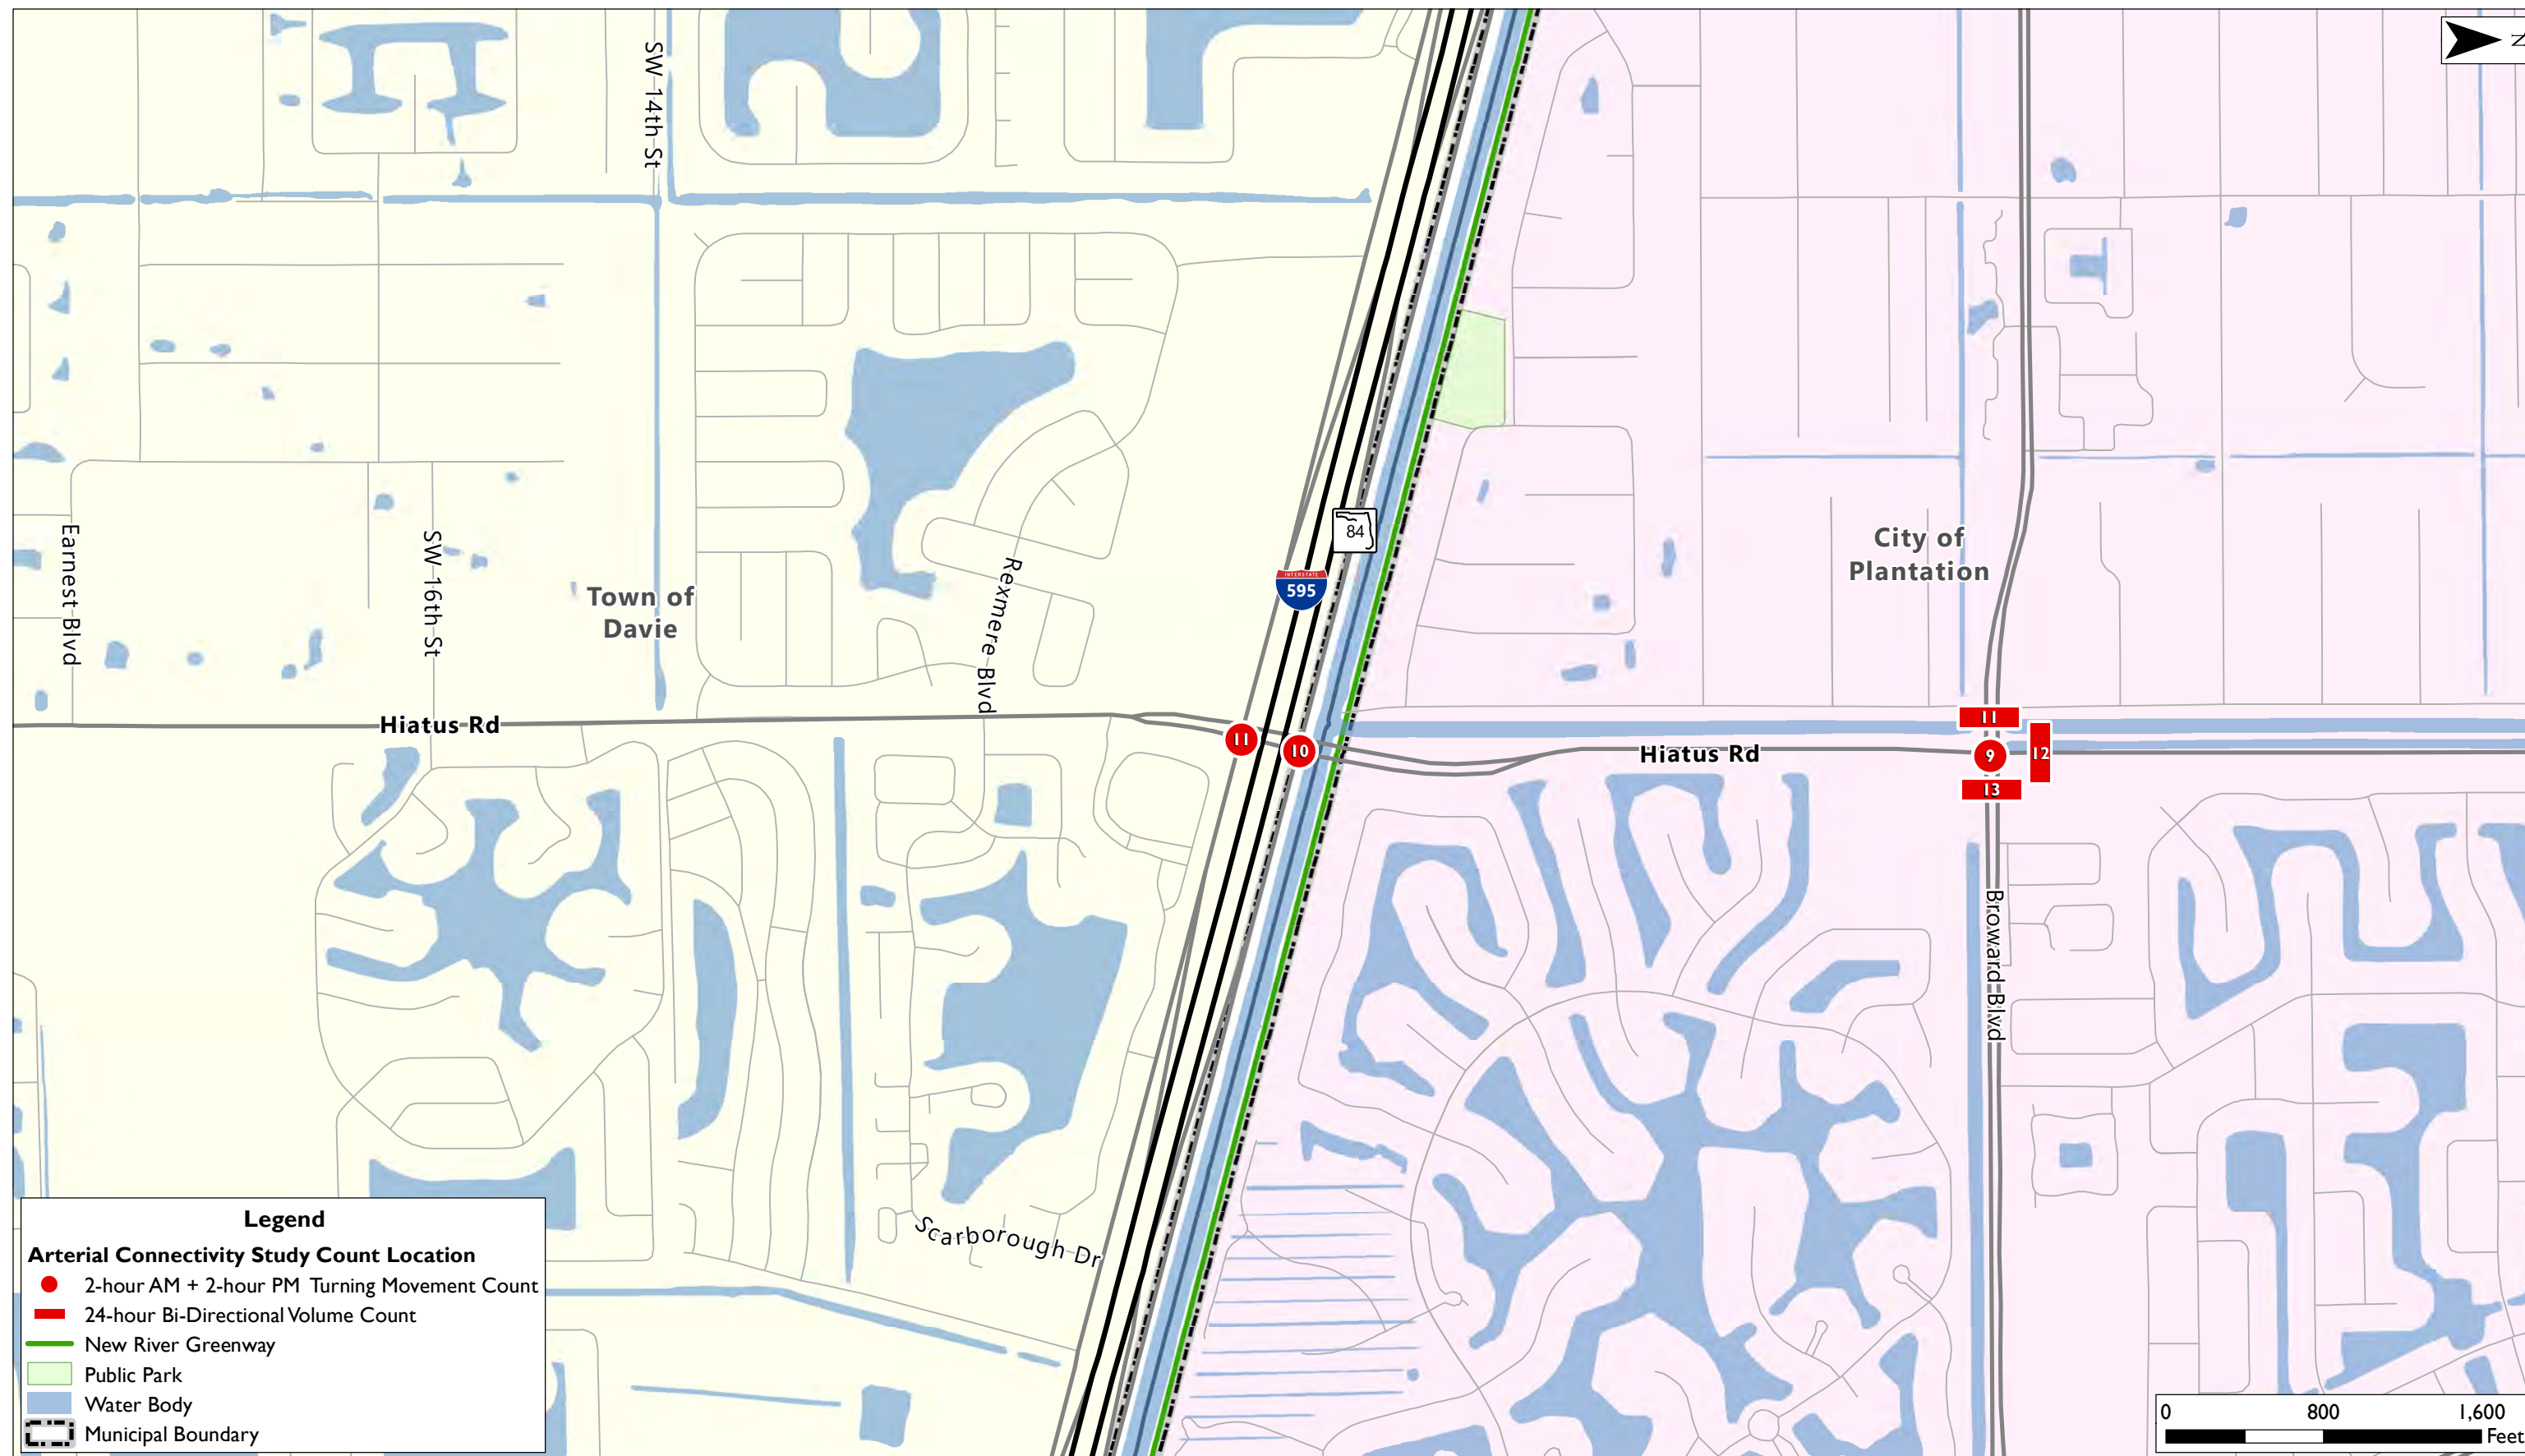 SW 14th St
N
84
INTERSTATE
595
Earnest Blvd
SW 16th St
Town of
Davie
Rexmere Blvd
City of
Plantation
Hiatus Rd
11
10
Hiatus Rd
11
9
12
13
Broward Blvd
Scarborough Dr
Legend
Arterial Connectivity Study Count Location
2-hour AM + 2-hour PM Turning Movement Count
24-hour Bi-Directional Volume Count
New River Greenway
Public Park
Water Body
Municipal Boundary
0 800 1,600
Feet